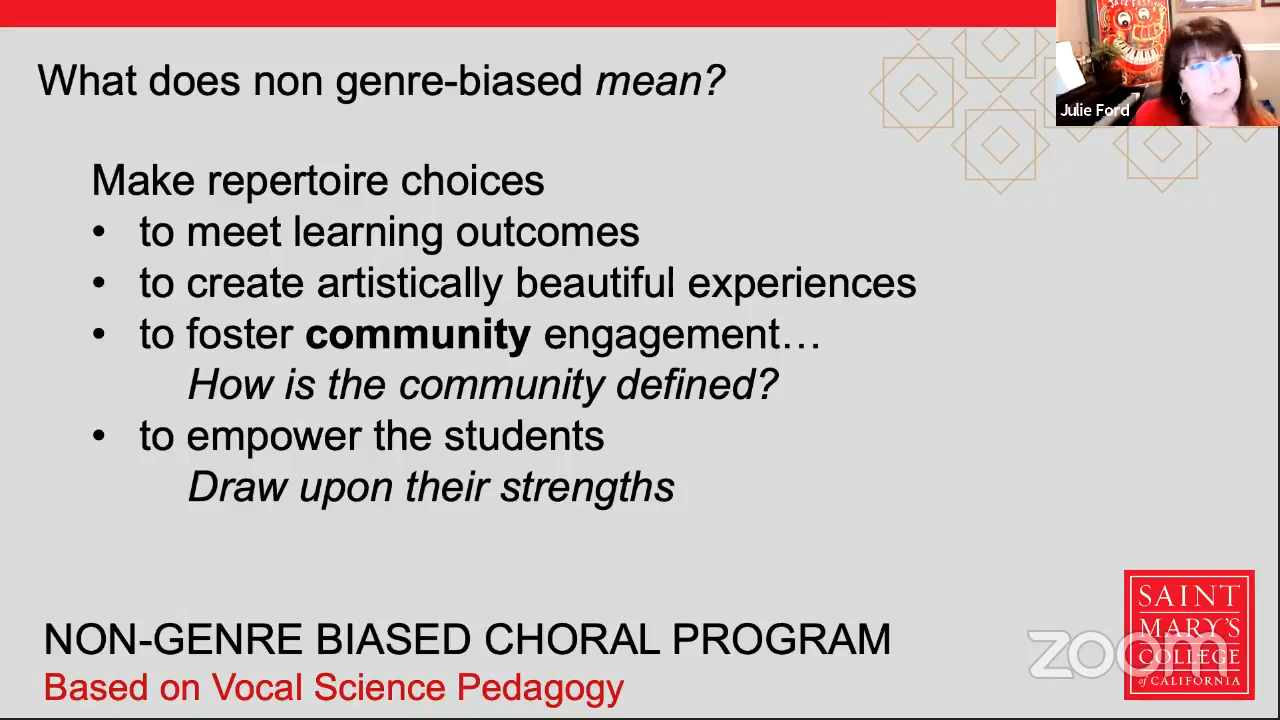 What does non genre-biased mean?
Julie Ford
Make repertoire choices
• to meet learning outcomes
• to create artistically beautiful experiences
• to foster community engagement…
How is the community defined?
• to empower the students
Draw upon their strengths
NON-GENRE BIASED CHORAL PROGRAM
Based on Vocal Science Pedagogy
SAINT
MARY'S
COLLEGE
of CALIFORNIA
zoom